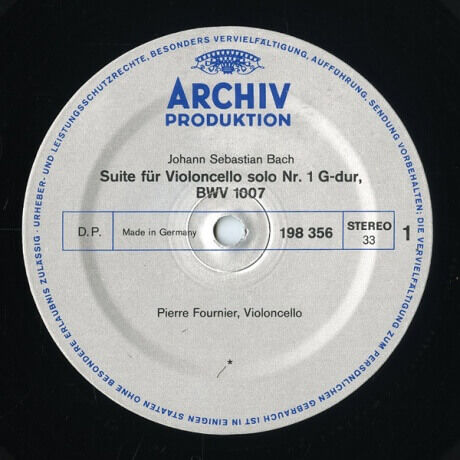 URHEBER- UND LEISTUNGSSCHUTZRECHTE, BESONDERS VERVIELFÄLTIGUNG, AUFFÜHRUNG, SENDUNG VORBEHALTEN; DIE VERVIELFÄLTIGUNG ZUM PERSÖNLICHEN GEBRAUCH IST IN EINIGEN STAATEN OHNE BESONDERE ERLAUBNIS ZULÄSSIG ·
ARCHIV
PRODUKTION
Johann Sebastian Bach
Suite für Violoncello solo Nr. 1 G-dur,
BWV 1007
D.P. Made in Germany 198 356 STEREO 33 1
Pierre Fournier, Violoncello
*